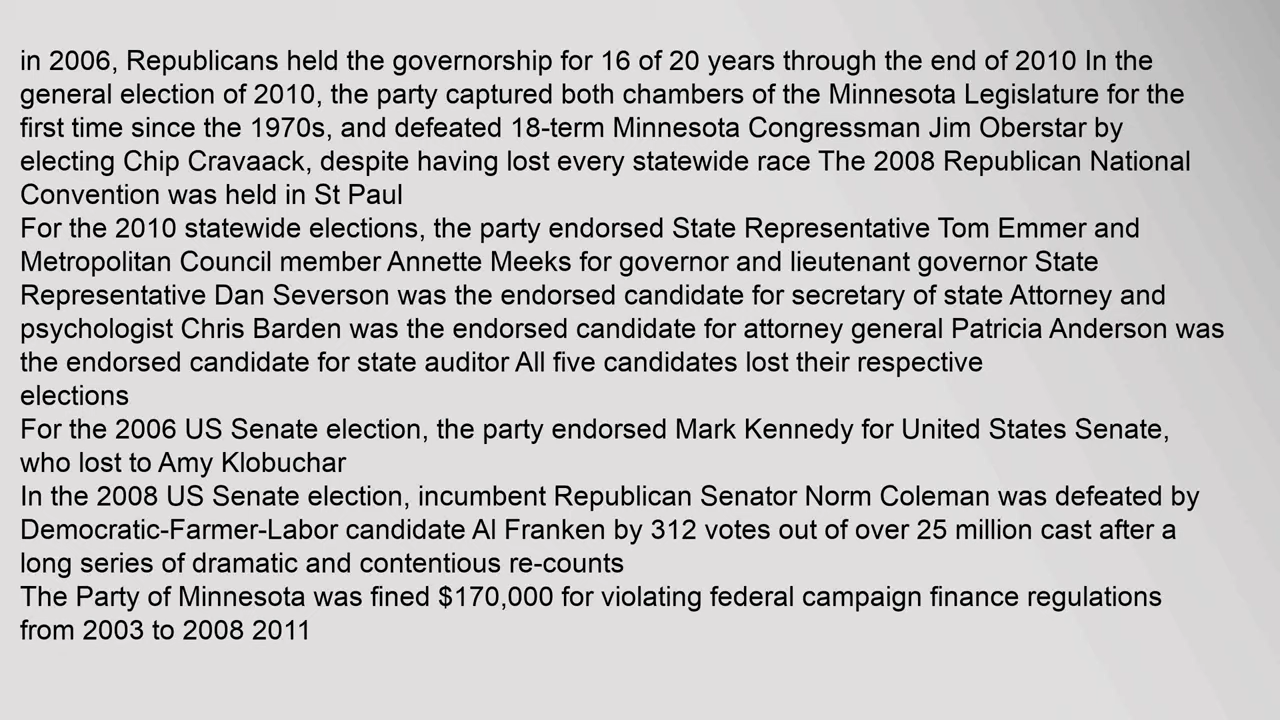 in 2006, Republicans held the governorship for 16 of 20 years through the end of 2010 In the
general election of 2010, the party captured both chambers of the Minnesota Legislature for the
first time since the 1970s, and defeated 18-term Minnesota Congressman Jim Oberstar by
electing Chip Cravaack, despite having lost every statewide race The 2008 Republican National
Convention was held in St Paul
For the 2010 statewide elections, the party endorsed State Representative Tom Emmer and
Metropolitan Council member Annette Meeks for governor and lieutenant governor State
Representative Dan Severson was the endorsed candidate for secretary of state Attorney and
psychologist Chris Barden was the endorsed candidate for attorney general Patricia Anderson was
the endorsed candidate for state auditor All five candidates lost their respective
elections
For the 2006 US Senate election, the party endorsed Mark Kennedy for United States Senate,
who lost to Amy Klobuchar
In the 2008 US Senate election, incumbent Republican Senator Norm Coleman was defeated by
Democratic-Farmer-Labor candidate Al Franken by 312 votes out of over 25 million cast after a
long series of dramatic and contentious re-counts
The Party of Minnesota was fined $170,000 for violating federal campaign finance regulations
from 2003 to 2008 2011